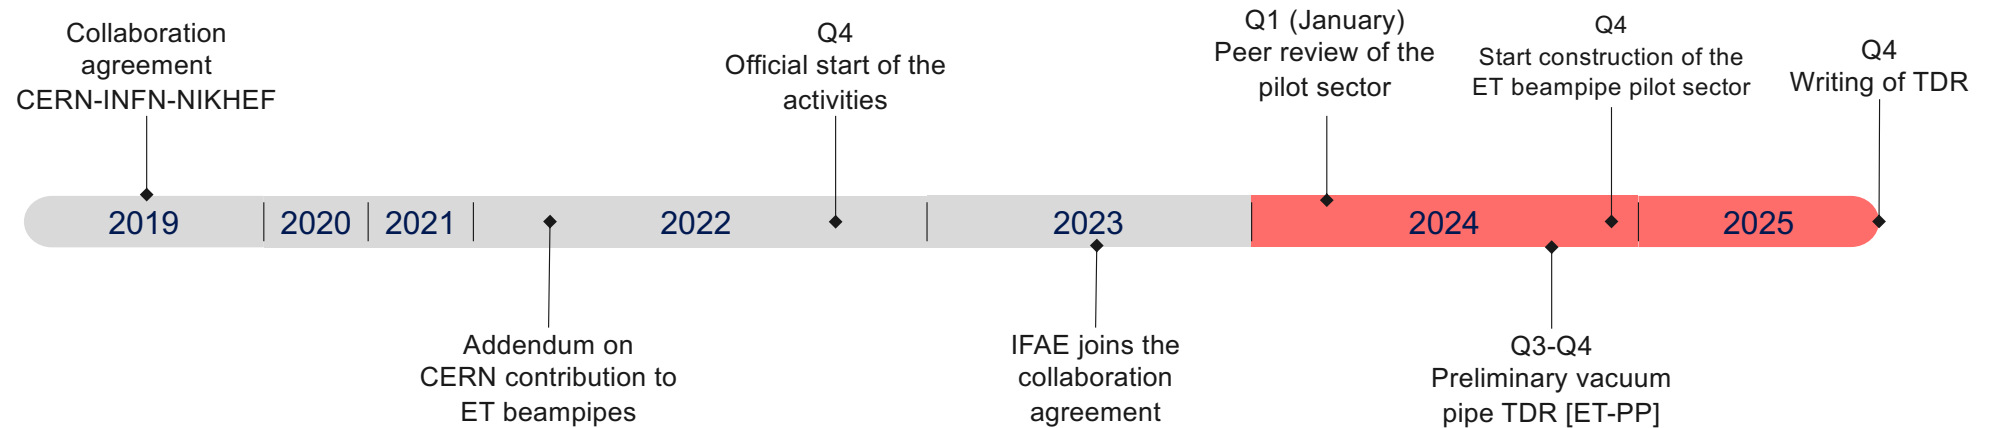 Collaboration
agreement
CERN-INFN-NIKHEF
Q4
Official start of the
activities
Q1 (January)
Peer review of the
pilot sector
Q4
Start construction of the
ET beampipe pilot sector
Q4
Writing of TDR
2019
2020
2021
2022
2023
2024
2025
Addendum on
CERN contribution to
ET beampipes
IFAE joins the
collaboration
agreement
Q3-Q4
Preliminary vacuum
pipe TDR [ET-PP]